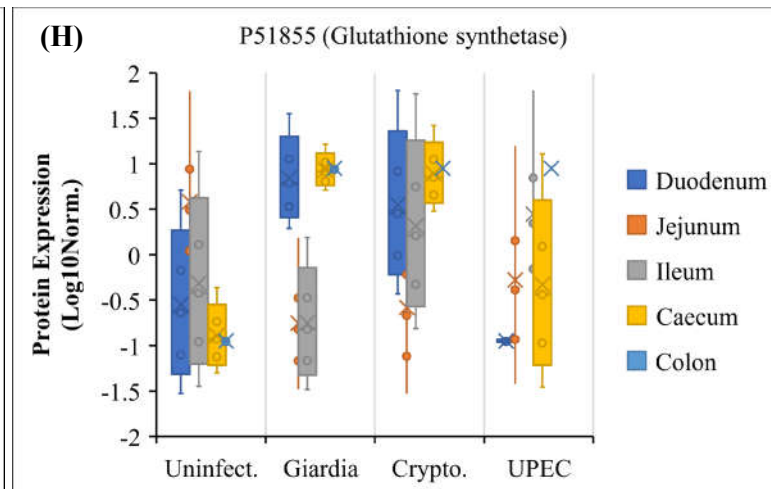 (H)
P51855 (Glutathione synthetase)
Protein Expression
(Log10Norm.)
2
1.5
1
0.5
0
-0.5
-1
-1.5
-2
Uninfect.
Giardia
Crypto.
UPEC
Duodenum
Jejunum
Ileum
Caecum
Colon